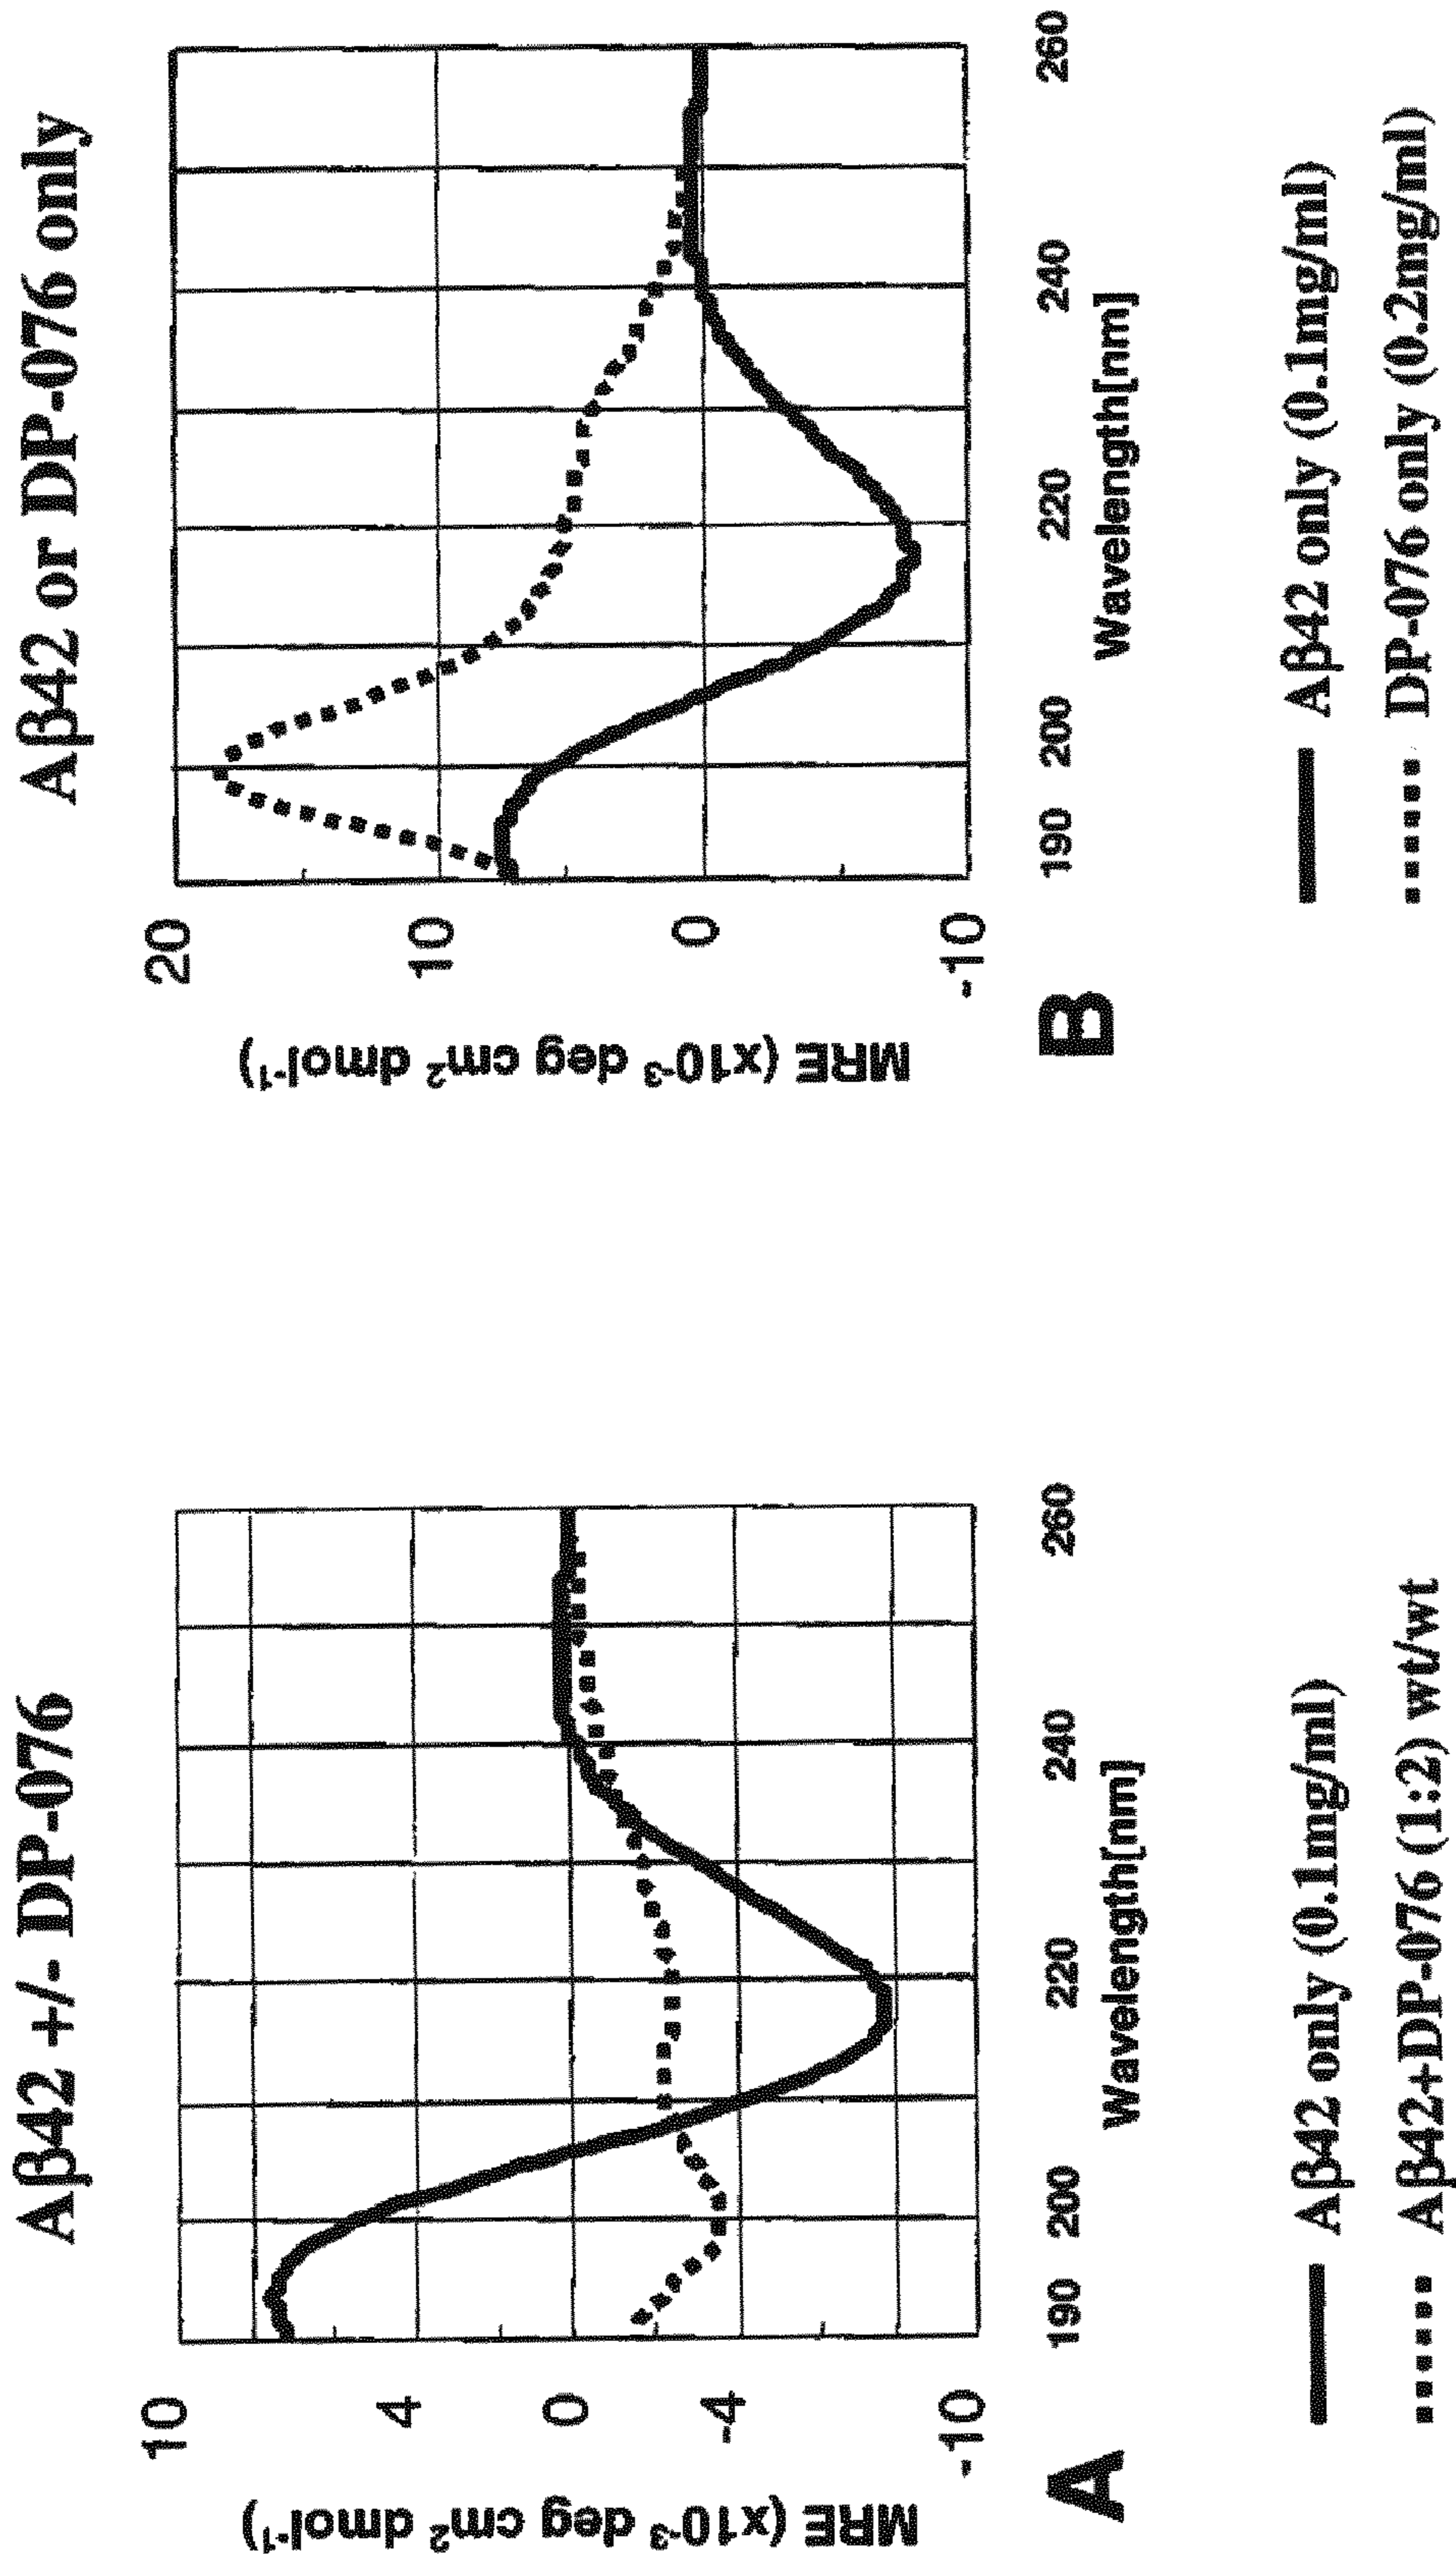 Aβ42 +/- DP-076
MRE (x10⁻³ deg cm² dmol⁻¹)
10
4
0
-4
-10
190
200
220
240
260
Wavelength[nm]
A
Aβ42 only (0.1mg/ml)
Aβ42+DP-076 (1:2) wt/wt
Aβ42 or DP-076 only
MRE (x10⁻³ deg cm² dmol⁻¹)
20
10
0
-10
190
200
220
240
260
Wavelength[nm]
B
Aβ42 only (0.1mg/ml)
DP-076 only (0.2mg/ml)